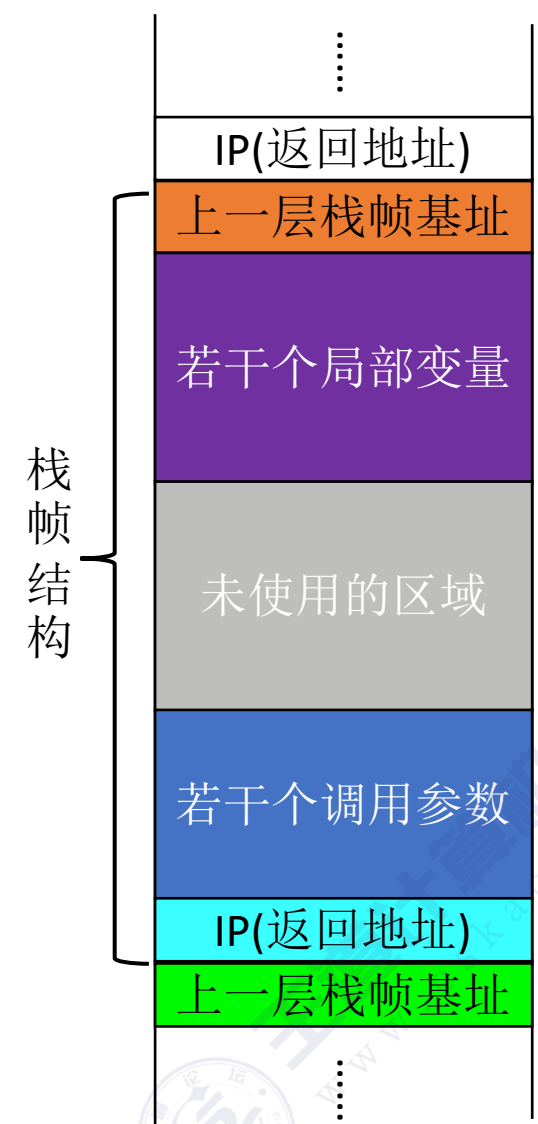 ……
IP(返回地址)
上一层栈帧基址
若干个局部变量
栈帧结构
未使用的区域
若干个调用参数
IP(返回地址)
上一层栈帧基址
……